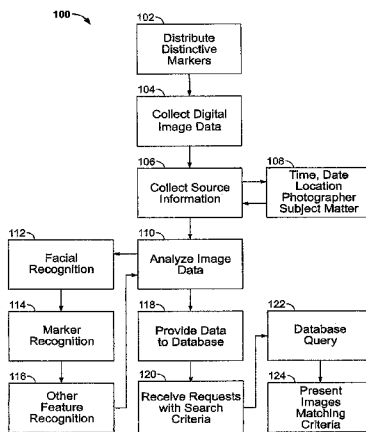 100
102
Distribute
Distinctive
Markers
104
Collect Digital
Image Data
106
Collect Source
Information
108
Time, Date
Location
Photographer
Subject Matter
110
Analyze Image
Data
112
Facial
Recognition
114
Marker
Recognition
116
Other
Feature
Recognition
118
Provide Data
to Database
120
Receive Requests
with Search
Criteria
122
Database
Query
124
Present
Images
Matching
Criteria